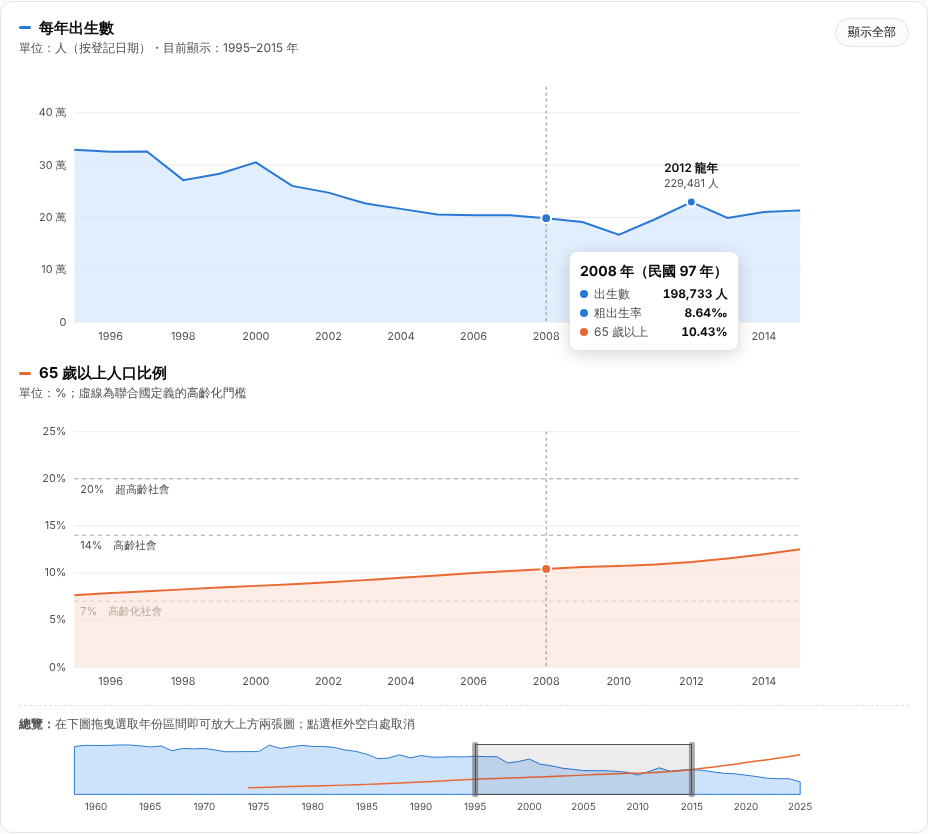 每年出生數
單位：人（按登記日期）・目前顯示：1995–2015 年
顯示全部
40 萬
30 萬
20 萬
10 萬
0
2012 龍年
229,481 人
1996 1998 2000 2002 2004 2006 2008 2014
2008 年（民國 97 年）
出生數 198,733 人
粗出生率 8.64‰
65 歲以上 10.43%
65 歲以上人口比例
單位：%；虛線為聯合國定義的高齡化門檻
25%
20%
20% 超高齡社會
15%
14% 高齡社會
10%
7% 高齡化社會
5%
0%
1996 1998 2000 2002 2004 2006 2008 2010 2012 2014
總覽：在下圖拖曳選取年份區間即可放大上方兩張圖；點選框外空白處取消
1960 1965 1970 1975 1980 1985 1990 1995 2000 2005 2010 2015 2020 2025